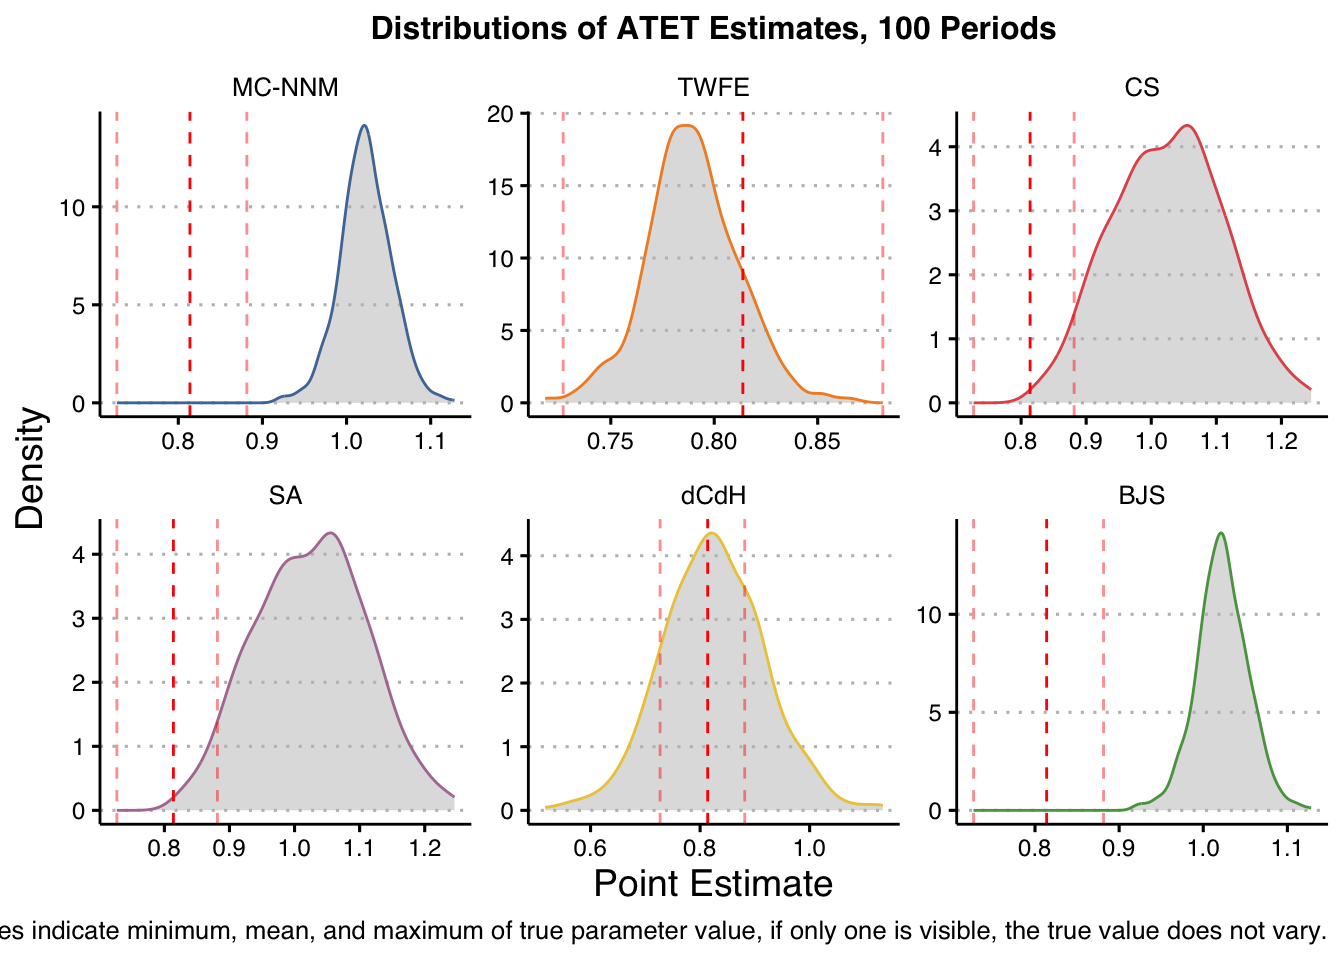 Distributions of ATET Estimates, 100 Periods
MC-NNM
TWFE
CS
10
5
0
0.8 0.9 1.0 1.1
20
15
10
5
0
0.75 0.80 0.85
4
3
2
1
0
0.8 0.9 1.0 1.1 1.2
Density
SA
dCdH
BJS
4
3
2
1
0
0.8 0.9 1.0 1.1 1.2
4
3
2
1
0
0.6 0.8 1.0
10
5
0
0.8 0.9 1.0 1.1
Point Estimate
es indicate minimum, mean, and maximum of true parameter value, if only one is visible, the true value does not vary.